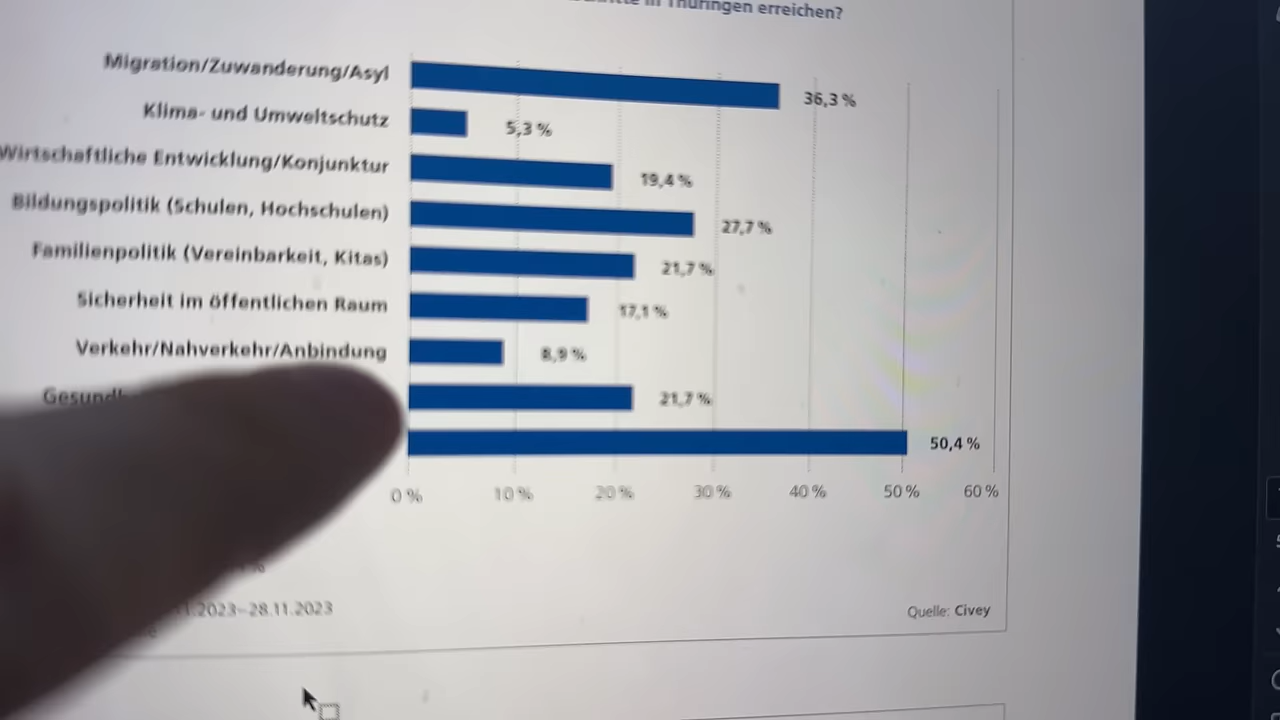 in Thüringen erreichen?
Migration/Zuwanderung/Asyl
36,3 %
Klima- und Umweltschutz
5,3 %
Wirtschaftliche Entwicklung/Konjunktur
19,4 %
Bildungspolitik (Schulen, Hochschulen)
27,7 %
Familienpolitik (Vereinbarkeit, Kitas)
21,7 %
Sicherheit im öffentlichen Raum
17,1 %
Verkehr/Nahverkehr/Anbindung
8,9 %
21,7 %
50,4 %
0 % 10 % 20 % 30 % 40 % 50 % 60 %
.2023–28.11.2023
Quelle: Civey